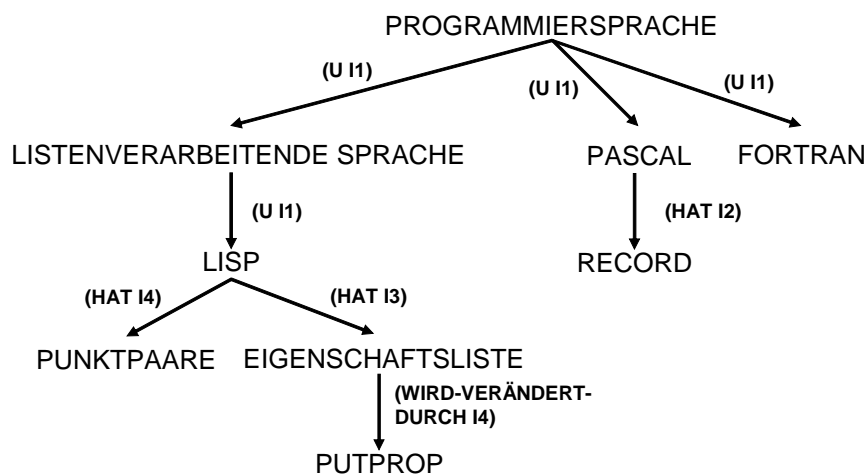 PROGRAMMIERSPRACHE
(U I1)
(U I1)
(U I1)
LISTENVERARBEITENDE SPRACHE
PASCAL
FORTRAN
(U I1)
(HAT I2)
LISP
RECORD
(HAT I4)
(HAT I3)
PUNKTPAARE
EIGENSCHAFTSLISTE
(WIRD-VERÄNDERT-
DURCH I4)
PUTPROP